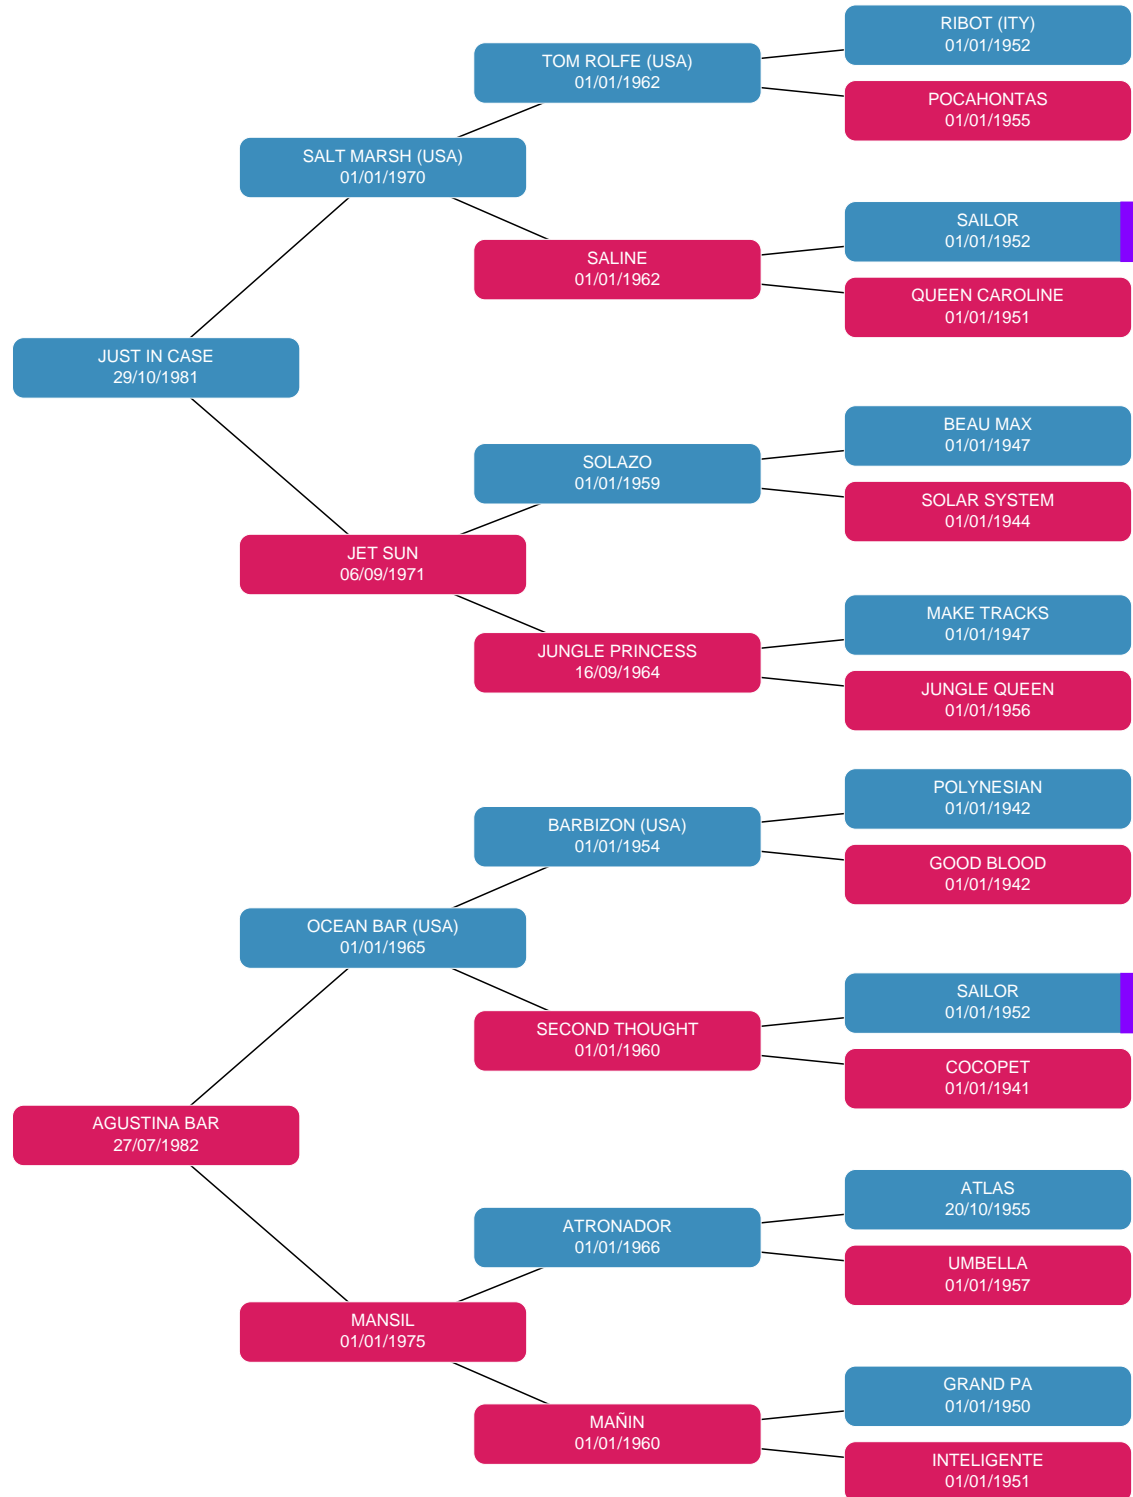 RIBOT (ITY)
01/01/1952
TOM ROLFE (USA)
01/01/1962
POCAHONTAS
01/01/1955
SALT MARSH (USA)
01/01/1970
SAILOR
01/01/1952
SALINE
01/01/1962
QUEEN CAROLINE
01/01/1951
JUST IN CASE
29/10/1981
BEAU MAX
01/01/1947
SOLAZO
01/01/1959
SOLAR SYSTEM
01/01/1944
JET SUN
06/09/1971
MAKE TRACKS
01/01/1947
JUNGLE PRINCESS
16/09/1964
JUNGLE QUEEN
01/01/1956
POLYNESIAN
01/01/1942
BARBIZON (USA)
01/01/1954
GOOD BLOOD
01/01/1942
OCEAN BAR (USA)
01/01/1965
SAILOR
01/01/1952
SECOND THOUGHT
01/01/1960
COCOPET
01/01/1941
AGUSTINA BAR
27/07/1982
ATLAS
20/10/1955
ATRONADOR
01/01/1966
UMBELLA
01/01/1957
MANSIL
01/01/1975
GRAND PA
01/01/1950
MAÑIN
01/01/1960
INTELIGENTE
01/01/1951